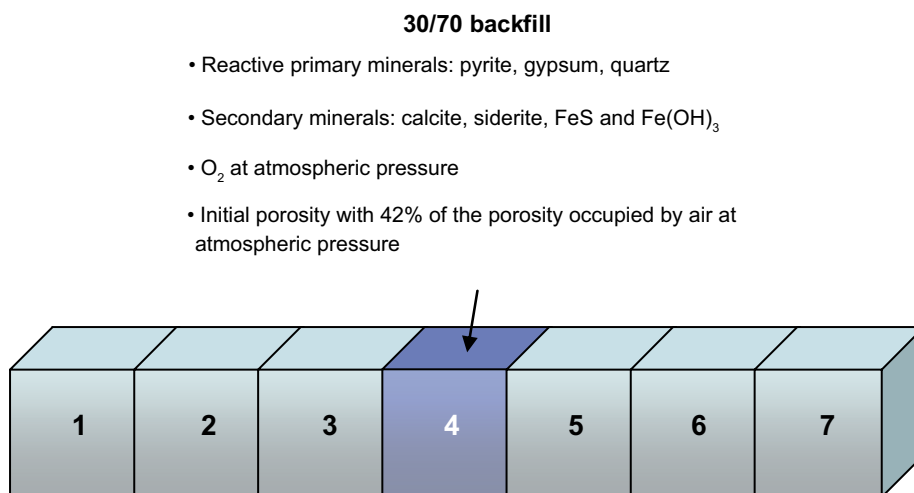 30/70 backfill
• Reactive primary minerals: pyrite, gypsum, quartz
• Secondary minerals: calcite, siderite, FeS and Fe(OH)₃
• O₂ at atmospheric pressure
• Initial porosity with 42% of the porosity occupied by air at
atmospheric pressure
1 2 3 4 5 6 7